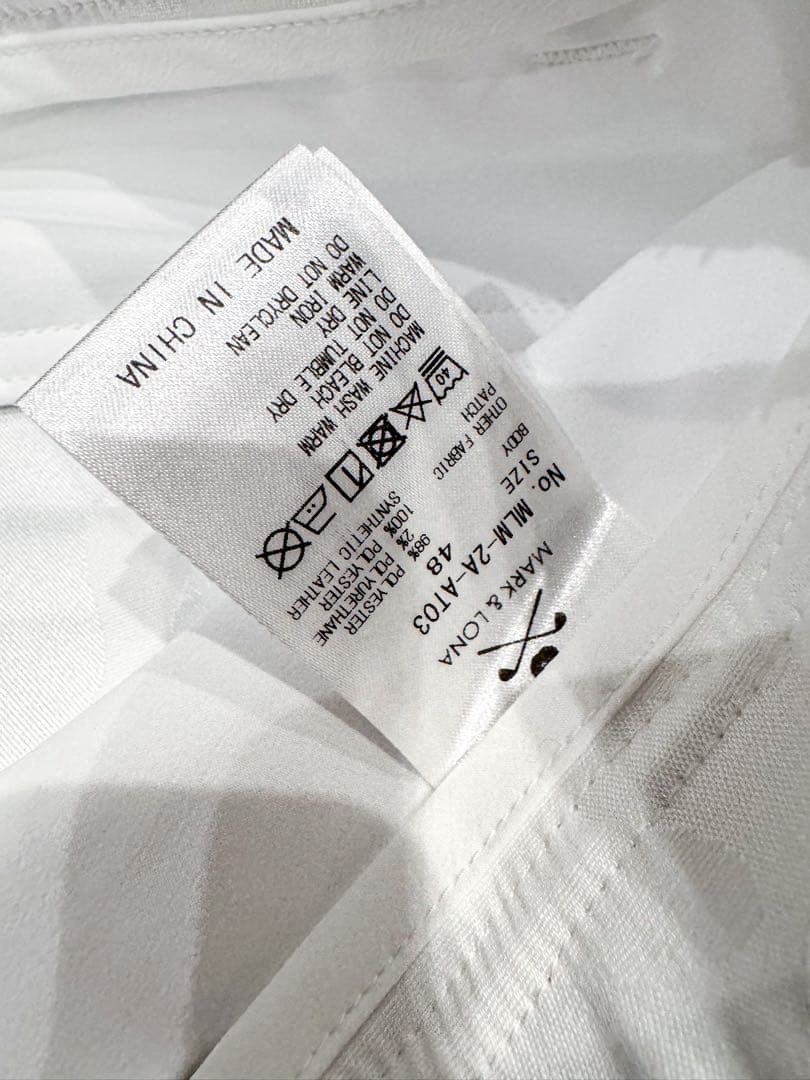 MARK & LONA
No. MLM-2A-AT03
SIZE 48
BODY 98% POLYESTER
2% POLYURETHANE
OTHER FABRIC 100% POLYESTER
PATCH SYNTHETIC LEATHER
40
MACHINE WASH WARM
DO NOT BLEACH
DO NOT TUMBLE DRY
LINE DRY
WARM IRON
DO NOT DRYCLEAN
MADE IN CHINA